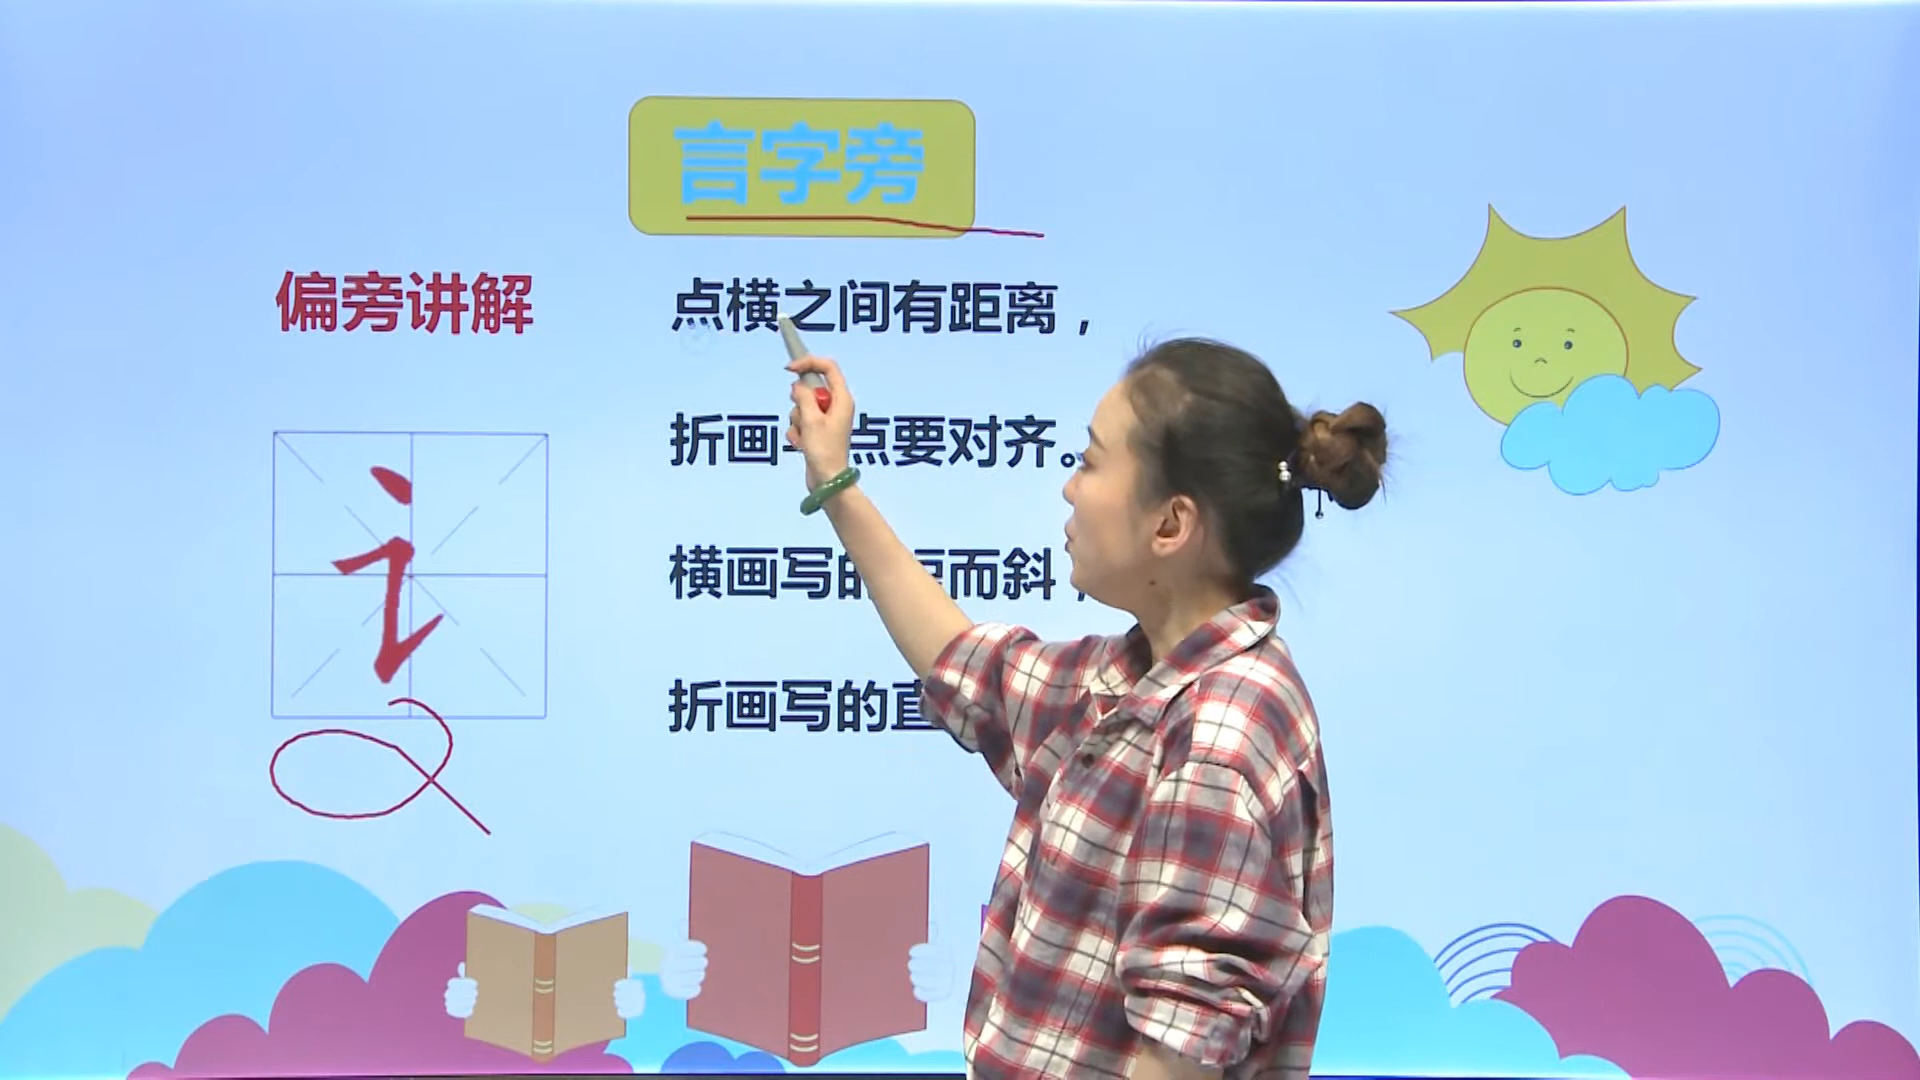 言字旁
偏旁讲解
点横之间有距离，
讠
折画 点要对齐。
横画写的 而斜，
折画写的直